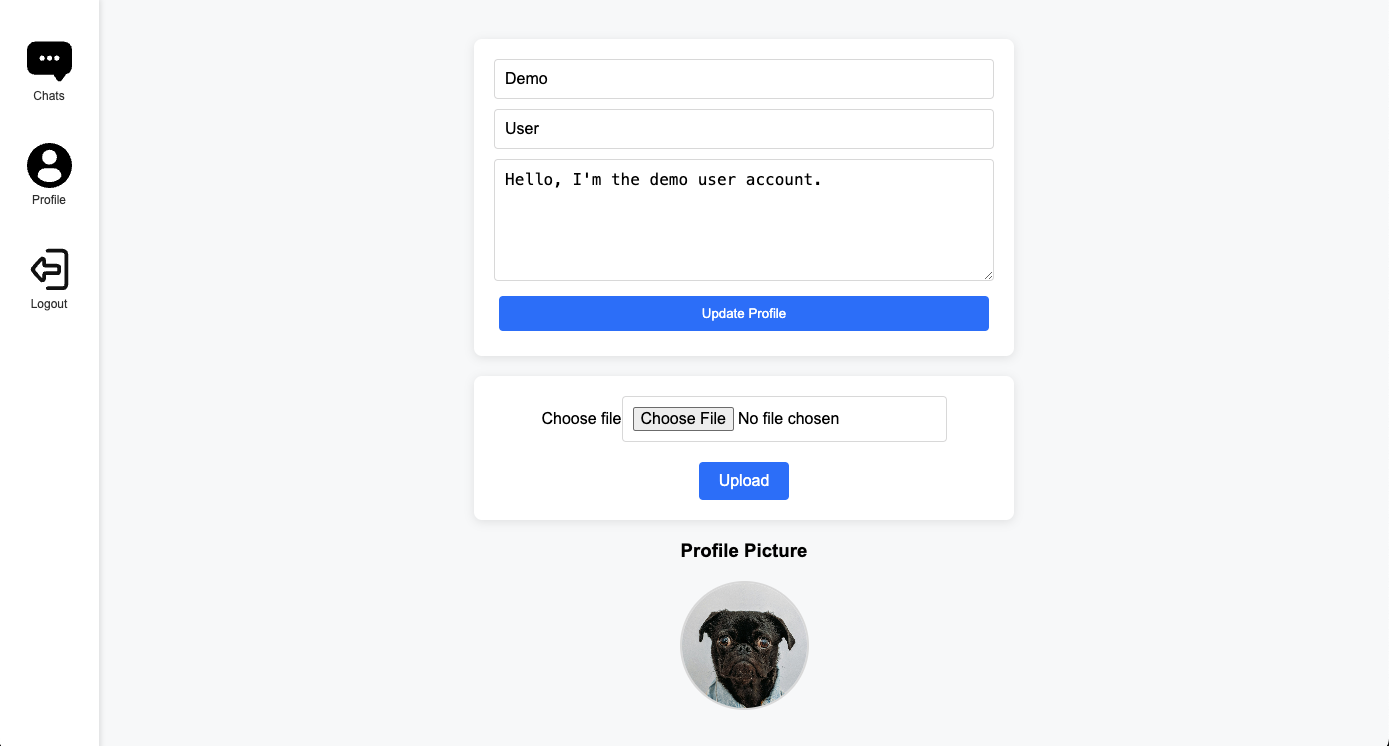 Chats
Profile
Logout
Demo
User
Hello, I'm the demo user account.
Update Profile
Choose file Choose File No file chosen
Upload
Profile Picture